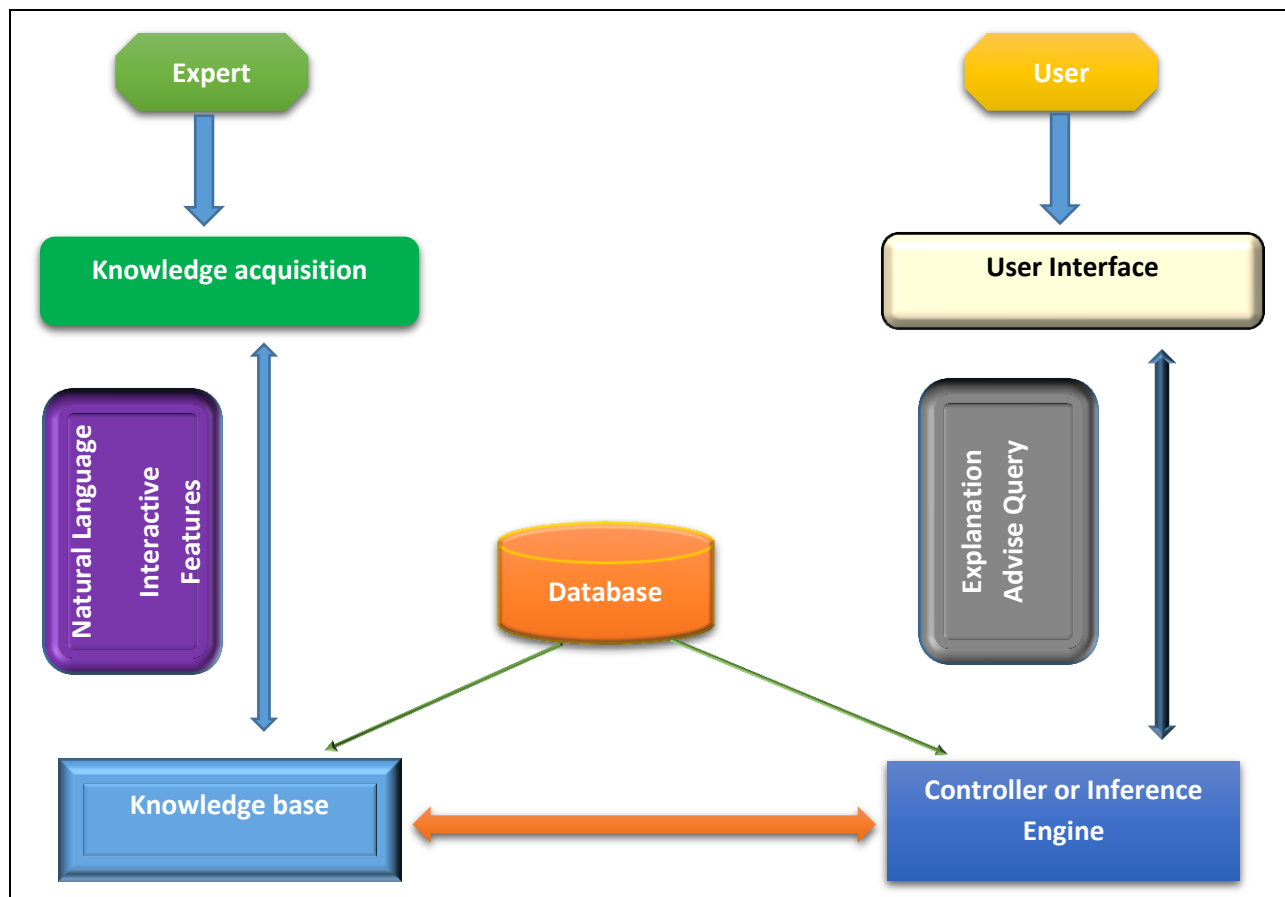 Expert
User
Knowledge acquisition
User Interface
Natural Language
Interactive
Features
Explanation
Advise Query
Database
Knowledge base
Controller or Inference
Engine